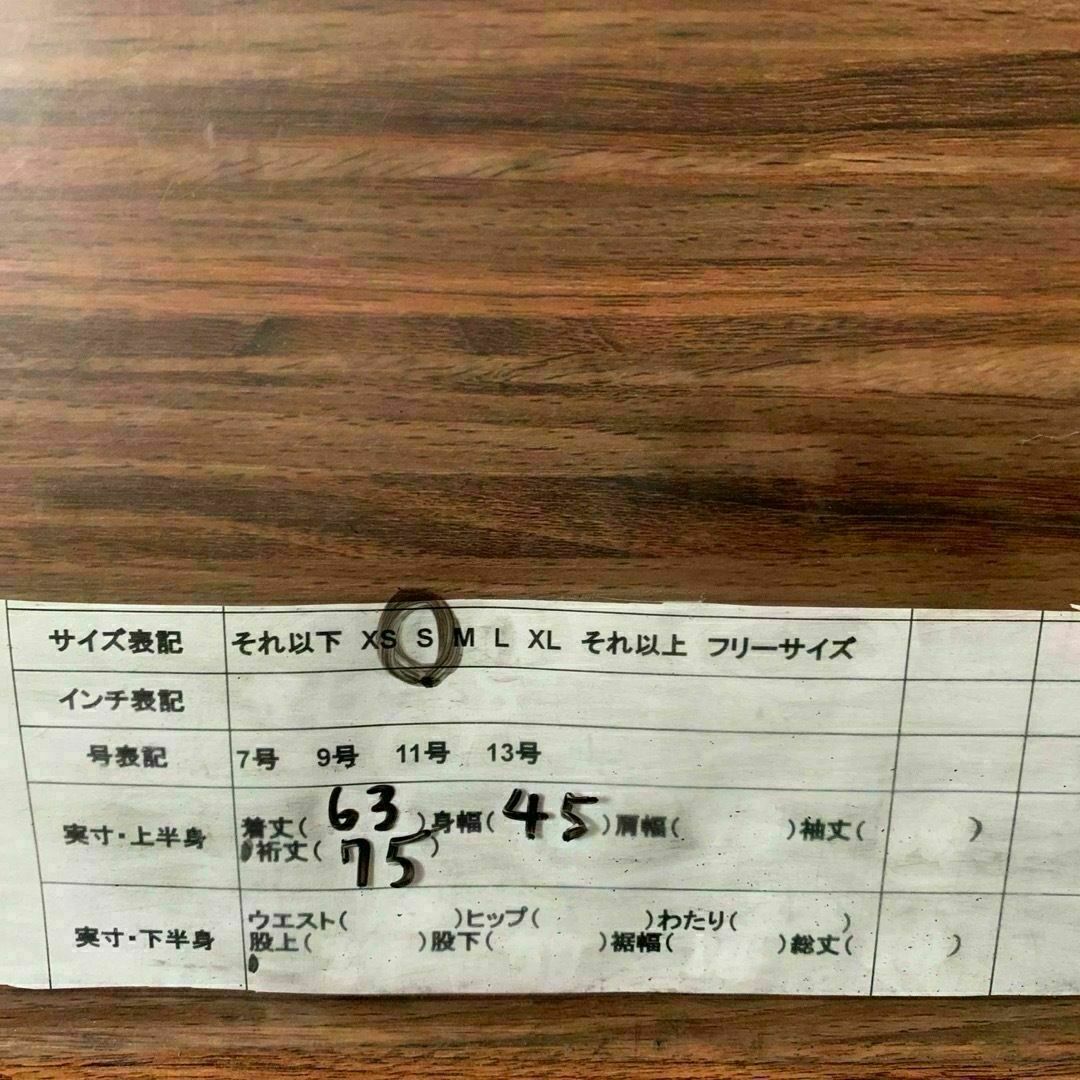 サイズ表記 それ以下 XS S M L XL それ以上 フリーサイズ
インチ表記
号表記 7号 9号 11号 13号
実寸・上半身 着丈( 63 )身幅( 45 )肩幅( )袖丈( )
裄丈( 75 )
実寸・下半身 ウエスト( )ヒップ( )わたり( )
股上( )股下( )裾幅( )総丈( )